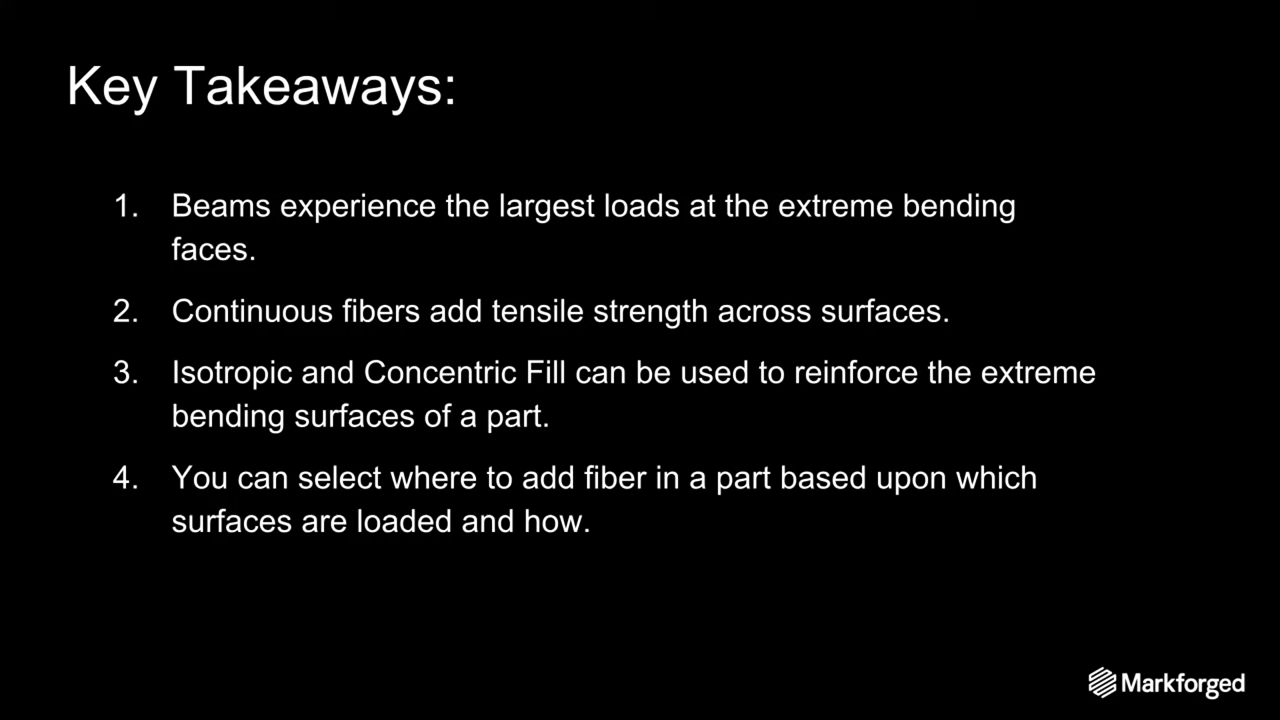 Key Takeaways:
1. Beams experience the largest loads at the extreme bending
faces.
2. Continuous fibers add tensile strength across surfaces.
3. Isotropic and Concentric Fill can be used to reinforce the extreme
bending surfaces of a part.
4. You can select where to add fiber in a part based upon which
surfaces are loaded and how.
Markforged